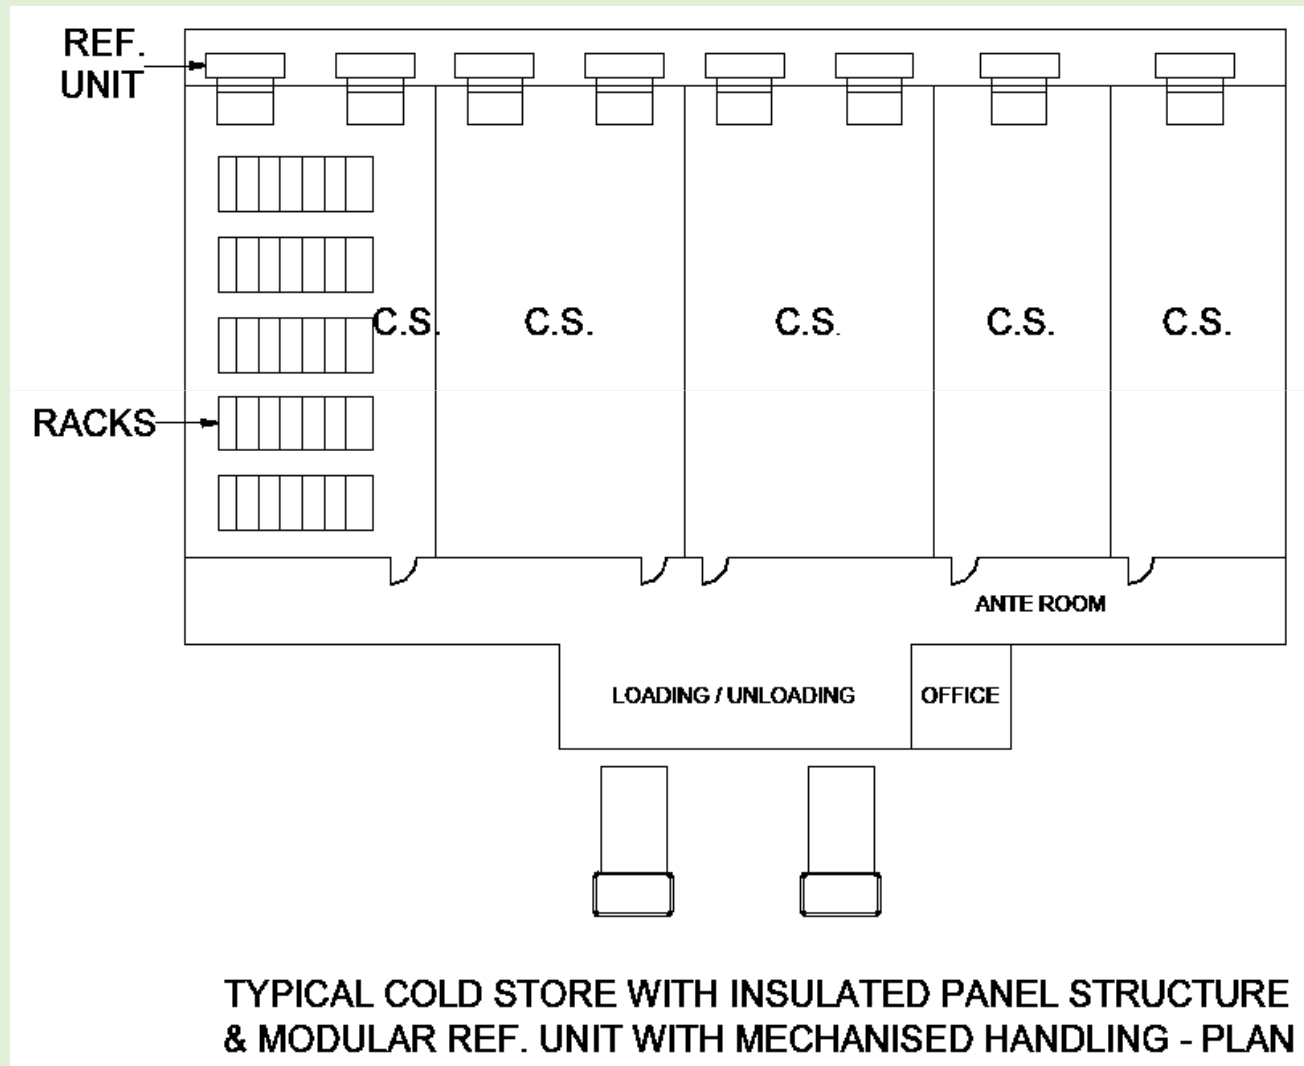 REF.
UNIT
C.S. C.S. C.S. C.S. C.S.
RACKS
ANTE ROOM
LOADING / UNLOADING OFFICE
TYPICAL COLD STORE WITH INSULATED PANEL STRUCTURE
& MODULAR REF. UNIT WITH MECHANISED HANDLING - PLAN